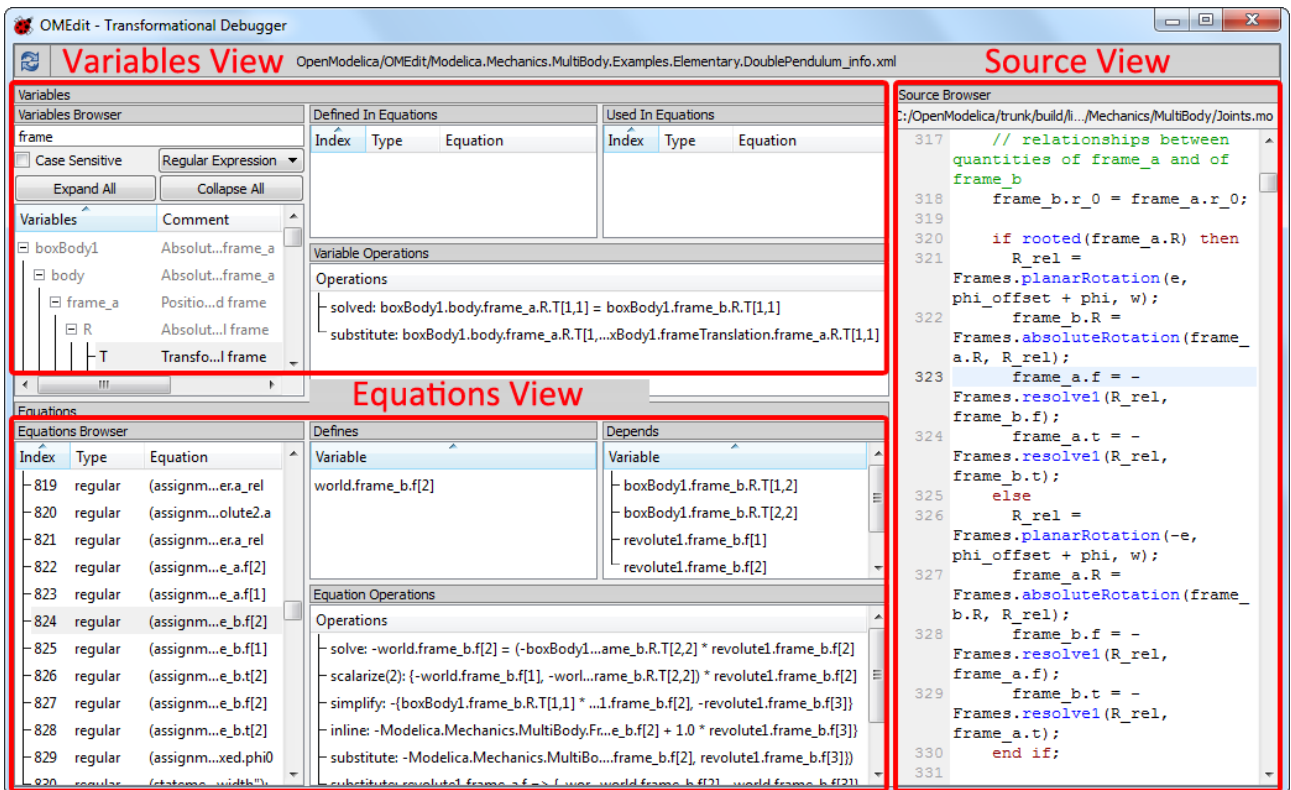 OMEdit - Transformational Debugger
Variables View
OpenModelica/OMEdit/Modelica.Mechanics.MultiBody.Examples.Elementary.DoublePendulum_info.xml
Source View
Variables
Variables Browser
frame
Case Sensitive
Regular Expression
Expand All
Collapse All
Variables Comment
boxBody1 Absolut...frame_a
body Absolut...frame_a
frame_a Positio...d frame
R Absolut...l frame
T Transfo...l frame
Defined In Equations
Index Type Equation
Used In Equations
Index Type Equation
Variable Operations
Operations
solved: boxBody1.body.frame_a.R.T[1,1] = boxBody1.frame_b.R.T[1,1]
substitute: boxBody1.body.frame_a.R.T[1,...xBody1.frameTranslation.frame_a.R.T[1,1]
Equations View
Equations
Equations Browser
Index Type Equation
819 regular (assignm...er.a_rel
820 regular (assignm...olute2.a
821 regular (assignm...er.a_rel
822 regular (assignm...e_a.f[2]
823 regular (assignm...e_a.f[1]
824 regular (assignm...e_b.f[2]
825 regular (assignm...e_b.f[1]
826 regular (assignm...e_b.t[2]
827 regular (assignm...e_b.f[2]
828 regular (assignm...e_b.t[2]
829 regular (assignm...xed.phi0
830 regular (stateme...width");
Defines
Variable
world.frame_b.f[2]
Depends
Variable
boxBody1.frame_b.R.T[1,2]
boxBody1.frame_b.R.T[2,2]
revolute1.frame_b.f[1]
revolute1.frame_b.f[2]
Equation Operations
Operations
solve: -world.frame_b.f[2] = (-boxBody1...ame_b.R.T[2,2] * revolute1.frame_b.f[2]
scalarize(2): {-world.frame_b.f[1], -worl...rame_b.R.T[2,2]) * revolute1.frame_b.f[2]
simplify: -{boxBody1.frame_b.R.T[1,1] * ...1.frame_b.f[2], -revolute1.frame_b.f[3]}
inline: -Modelica.Mechanics.MultiBody.Fr...e_b.f[2] + 1.0 * revolute1.frame_b.f[3]}
substitute: -Modelica.Mechanics.MultiBo....frame_b.f[2], revolute1.frame_b.f[3]})
substitute: revolute1.frame_a.f => {-wor...world.frame_b.f[2], -world.frame_b.f[3]}
Source Browser
C:/OpenModelica/trunk/build/li.../Mechanics/MultiBody/Joints.mo
317 // relationships between
quantities of frame_a and of
frame_b
318 frame_b.r_0 = frame_a.r_0;
319
320 if rooted(frame_a.R) then
321 R_rel =
Frames.planarRotation(e,
phi_offset + phi, w);
322 frame_b.R =
Frames.absoluteRotation(frame_
a.R, R_rel);
323 frame_a.f = -
Frames.resolve1(R_rel,
frame_b.f);
324 frame_a.t = -
Frames.resolve1(R_rel,
frame_b.t);
325 else
326 R_rel =
Frames.planarRotation(-e,
phi_offset + phi, w);
327 frame_a.R =
Frames.absoluteRotation(frame_
b.R, R_rel);
328 frame_b.f = -
Frames.resolve1(R_rel,
frame_a.f);
329 frame_b.t = -
Frames.resolve1(R_rel,
frame_a.t);
330 end if;
331